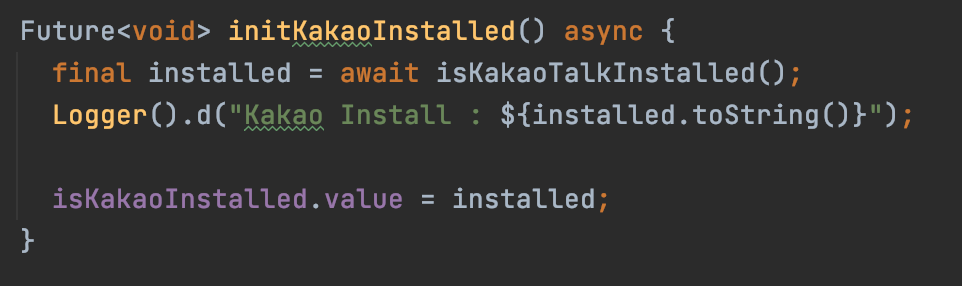 Future<void> initKakaoInstalled() async {
  final installed = await isKakaoTalkInstalled();
  Logger().d("Kakao Install : ${installed.toString()}");

  isKakaoInstalled.value = installed;
}